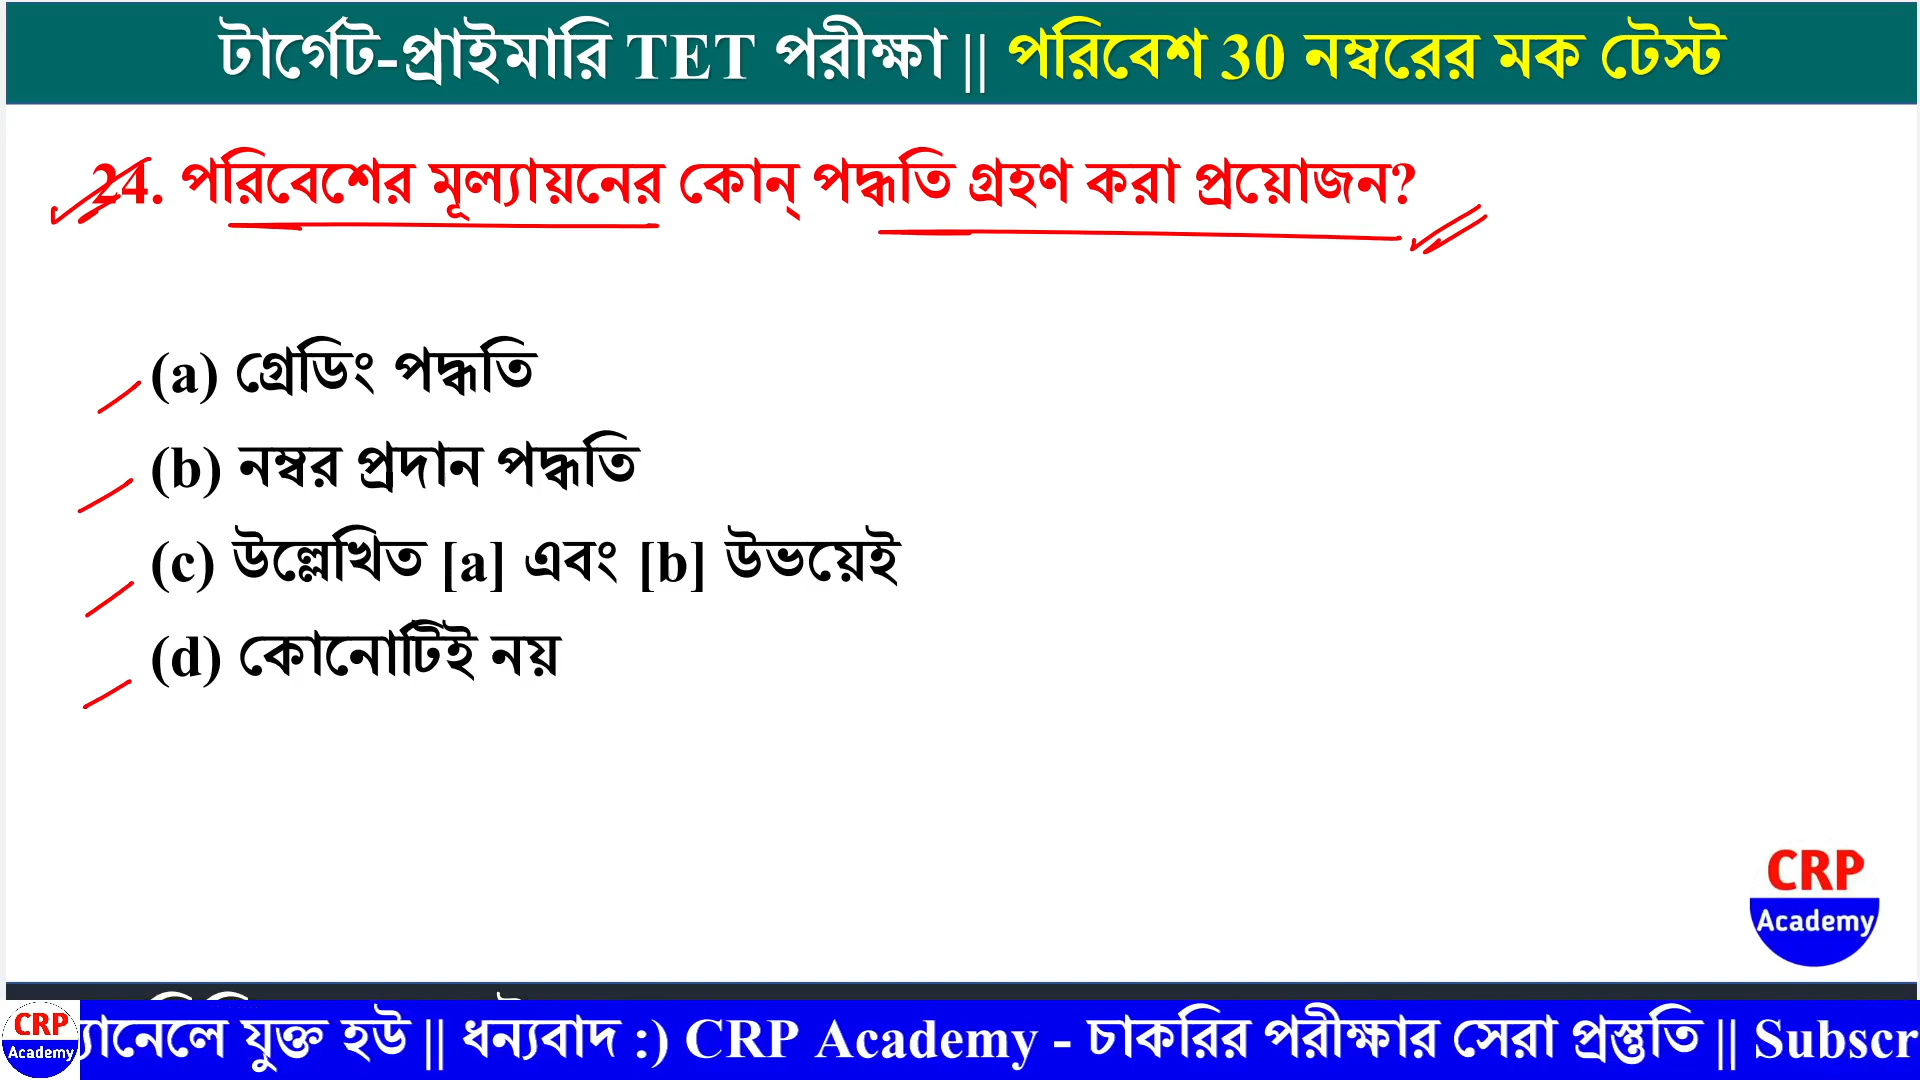 টার্গেট-প্রাইমারি TET পরীক্ষা || পরিবেশ 30 নম্বরের মক টেস্ট
24. পরিবেশের মূল্যায়নের কোন্ পদ্ধতি গ্রহণ করা প্রয়োজন?
(a) গ্রেডিং পদ্ধতি
(b) নম্বর প্রদান পদ্ধতি
(c) উল্লেখিত [a] এবং [b] উভয়েই
(d) কোনোটিই নয়
CRP
Academy
CRP
Academy
যুক্ত হউ || ধন্যবাদ :) CRP Academy - চাকরির পরীক্ষার সেরা প্রস্তুতি || Subscr